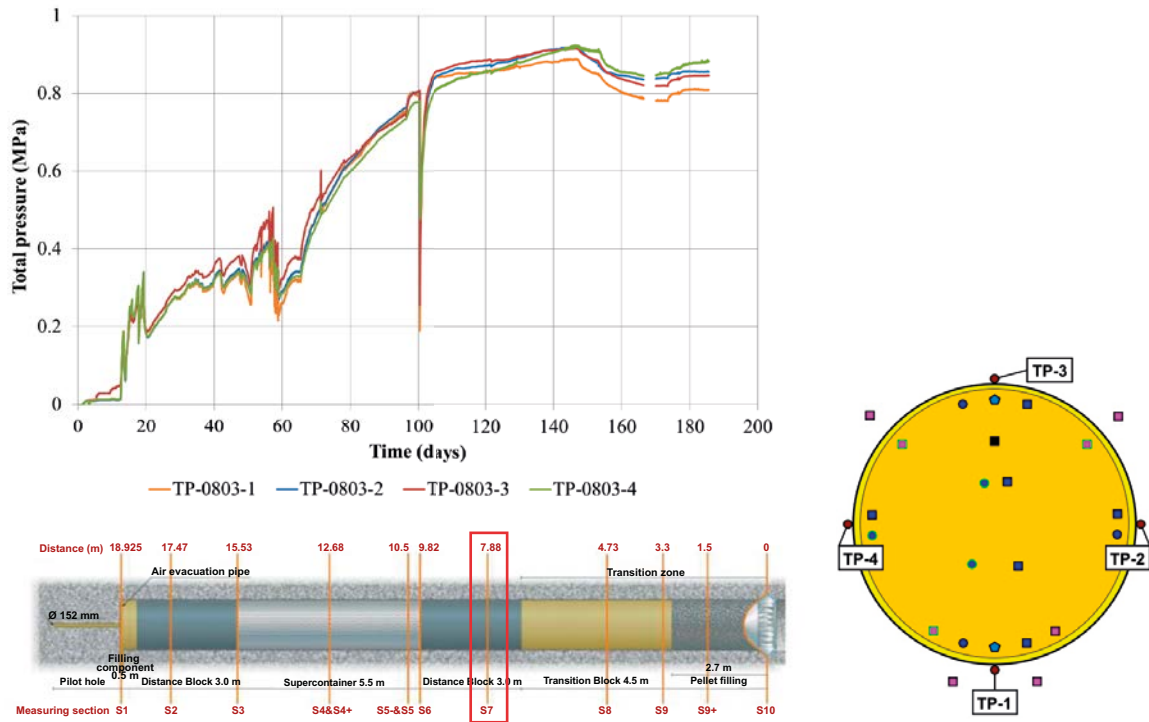 1
0.8
0.6
0.4
0.2
0
Total pressure (MPa)
0 20 40 60 80 100 120 140 160 180 200
Time (days)
TP-0803-1 TP-0803-2 TP-0803-3 TP-0803-4
Distance (m) 18.925 17.47 15.53 12.68 10.5 9.82 7.88 4.73 3.3 1.5 0
Air evacuation pipe
Transition zone
Ø 152 mm
Filling
component
0.5 m
2.7 m
Pilot hole Distance Block 3.0 m Supercontainer 5.5 m Distance Block 3.0 m Transition Block 4.5 m Pellet filling
Measuring section S1 S2 S3 S4&S4+ S5-&S5 S6 S7 S8 S9 S9+ S10
TP-3
TP-4
TP-2
TP-1